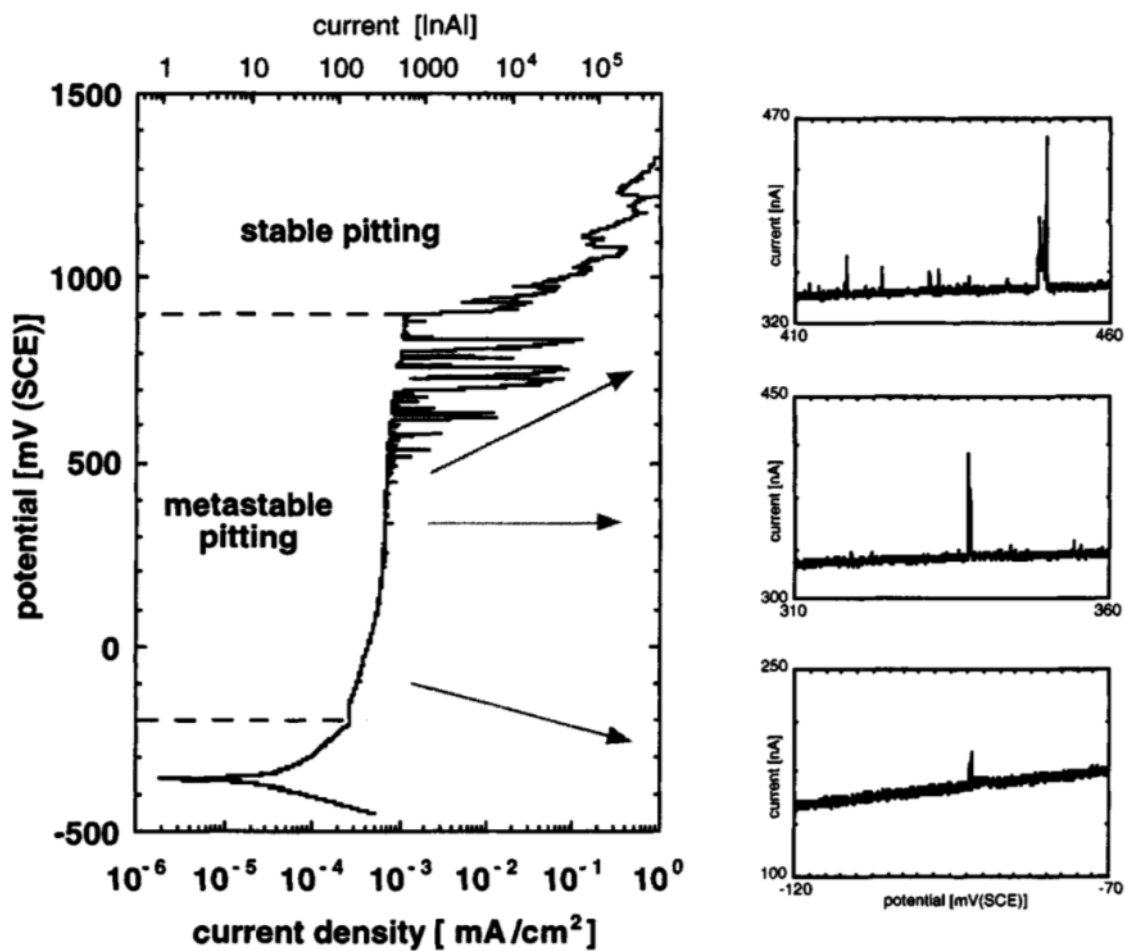 current [|nA|]
1 10 100 1000 10⁴ 10⁵
1500
1000
500
0
-500
potential [mV (SCE)]
stable pitting
metastable
pitting
10⁻⁶ 10⁻⁵ 10⁻⁴ 10⁻³ 10⁻² 10⁻¹ 10⁰
current density [ mA/cm²]
470
current [nA]
320
410 460
450
current [nA]
300
310 360
250
current [nA]
100
-120 -70
potential [mV(SCE)]